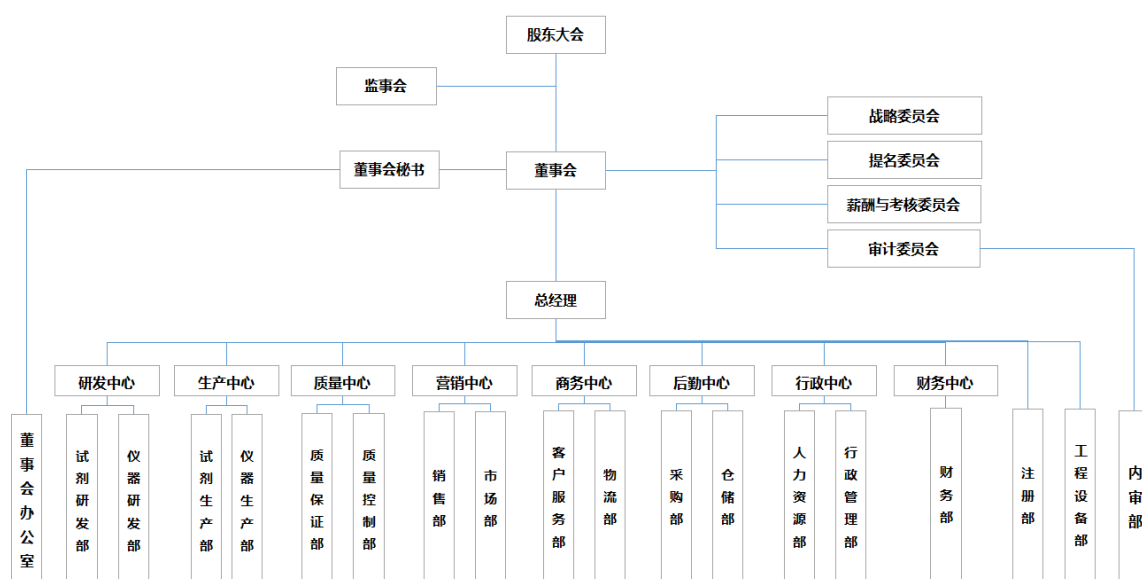 股东大会
监事会
战略委员会
提名委员会
董事会秘书
董事会
薪酬与考核委员会
审计委员会
总经理
研发中心
生产中心
质量中心
营销中心
商务中心
后勤中心
行政中心
财务中心
董事会办公室
试剂研发部
仪器研发部
试剂生产部
仪器生产部
质量保证部
质量控制部
销售部
市场部
客户服务部
物流部
采购部
仓储部
人力资源部
行政管理部
财务部
注册部
工程设备部
内审部